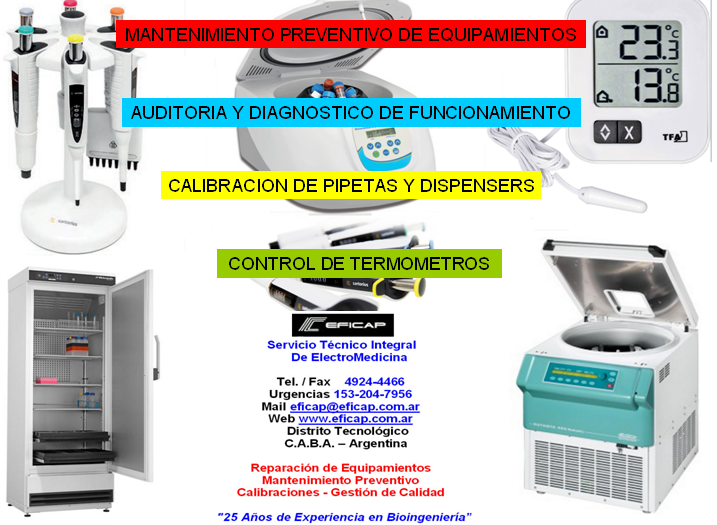 MANTENIMIENTO PREVENTIVO DE EQUIPAMIENTOS
23.3 °C
13.8 °C
TFA
AUDITORIA Y DIAGNOSTICO DE FUNCIONAMIENTO
CALIBRACION DE PIPETAS Y DISPENSERS
sartorius
CONTROL DE TERMOMETROS
EFICAP
Servicio Técnico Integral
De ElectroMedicina
Tel. / Fax 4924-4466
Urgencias 153-204-7956
Mail eficap@eficap.com.ar
Web www.eficap.com.ar
Distrito Tecnológico
C.A.B.A. – Argentina
Reparación de Equipamientos
Mantenimiento Preventivo
Calibraciones - Gestión de Calidad
"25 Años de Experiencia en Bioingeniería"